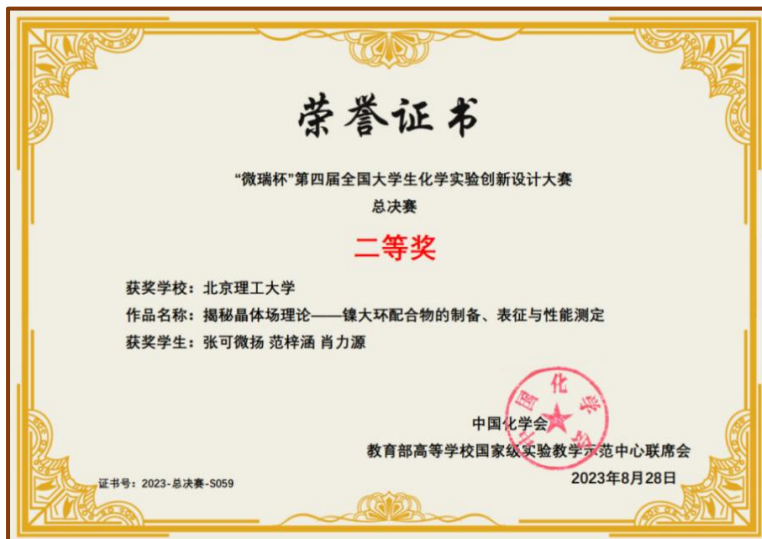 荣誉证书
“微瑞杯”第四届全国大学生化学实验创新设计大赛
总决赛
二等奖
获奖学校：北京理工大学
作品名称：揭秘晶体场理论——镍大环配合物的制备、表征与性能测定
获奖学生：张可微扬 范梓涵 肖力源
中国化学会
中国化学会
教育部高等学校国家级实验教学示范中心联席会
证书号：2023-总决赛-S059
2023年8月28日